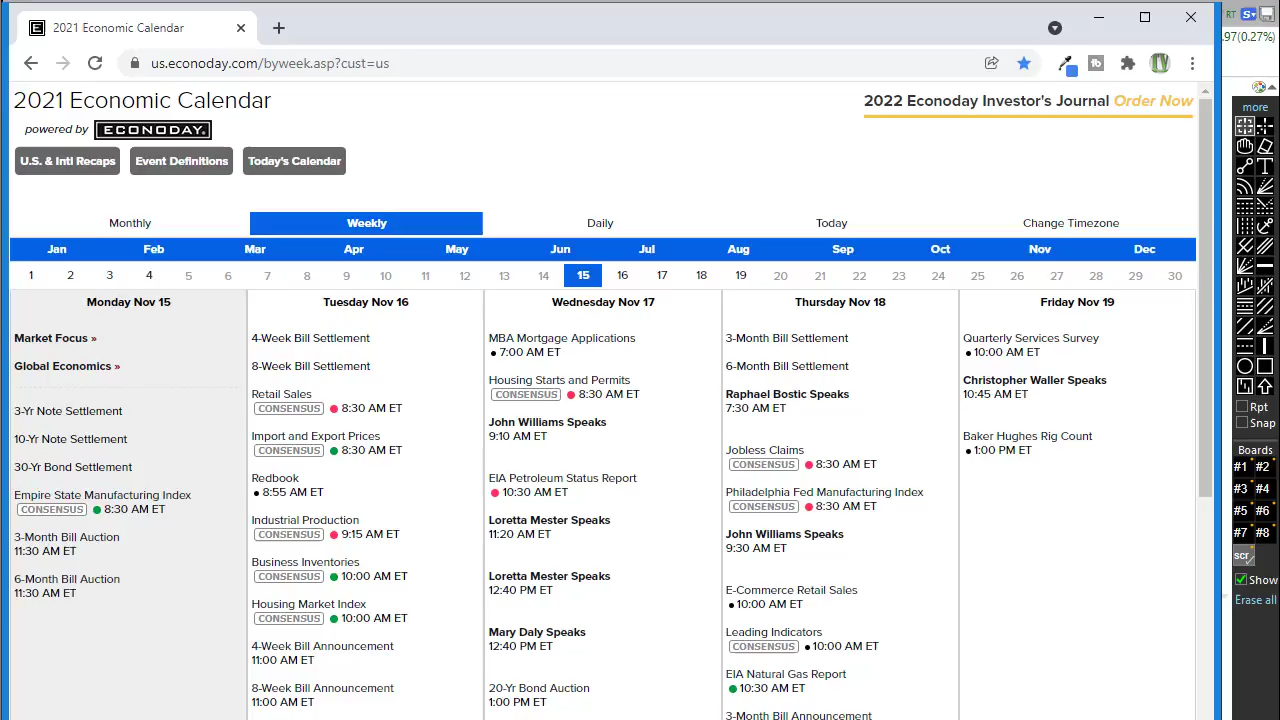 2021 Economic Calendar
us.econoday.com/byweek.asp?cust=us
RT
.97(0.27%)
2021 Economic Calendar
2022 Econoday Investor's Journal Order Now
powered by ECONODAY®
U.S. & Intl Recaps Event Definitions Today's Calendar
Monthly Weekly Daily Today Change Timezone
Jan Feb Mar Apr May Jun Jul Aug Sep Oct Nov Dec
1 2 3 4 5 6 7 8 9 10 11 12 13 14 15 16 17 18 19 20 21 22 23 24 25 26 27 28 29 30
Monday Nov 15
Market Focus »
Global Economics »
3-Yr Note Settlement
10-Yr Note Settlement
30-Yr Bond Settlement
Empire State Manufacturing Index
CONSENSUS 8:30 AM ET
3-Month Bill Auction
11:30 AM ET
6-Month Bill Auction
11:30 AM ET
Tuesday Nov 16
4-Week Bill Settlement
8-Week Bill Settlement
Retail Sales
CONSENSUS 8:30 AM ET
Import and Export Prices
CONSENSUS 8:30 AM ET
Redbook
8:55 AM ET
Industrial Production
CONSENSUS 9:15 AM ET
Business Inventories
CONSENSUS 10:00 AM ET
Housing Market Index
CONSENSUS 10:00 AM ET
4-Week Bill Announcement
11:00 AM ET
8-Week Bill Announcement
11:00 AM ET
Wednesday Nov 17
MBA Mortgage Applications
7:00 AM ET
Housing Starts and Permits
CONSENSUS 8:30 AM ET
John Williams Speaks
9:10 AM ET
EIA Petroleum Status Report
10:30 AM ET
Loretta Mester Speaks
11:20 AM ET
Loretta Mester Speaks
12:40 PM ET
Mary Daly Speaks
12:40 PM ET
20-Yr Bond Auction
1:00 PM ET
Thursday Nov 18
3-Month Bill Settlement
6-Month Bill Settlement
Raphael Bostic Speaks
7:30 AM ET
Jobless Claims
CONSENSUS 8:30 AM ET
Philadelphia Fed Manufacturing Index
CONSENSUS 8:30 AM ET
John Williams Speaks
9:30 AM ET
E-Commerce Retail Sales
10:00 AM ET
Leading Indicators
CONSENSUS 10:00 AM ET
EIA Natural Gas Report
10:30 AM ET
3-Month Bill Announcement
Friday Nov 19
Quarterly Services Survey
10:00 AM ET
Christopher Waller Speaks
10:45 AM ET
Baker Hughes Rig Count
1:00 PM ET
more
Rpt
Snap
Boards
#1 #2
#3 #4
#5 #6
#7 #8
scr
Show
Erase all